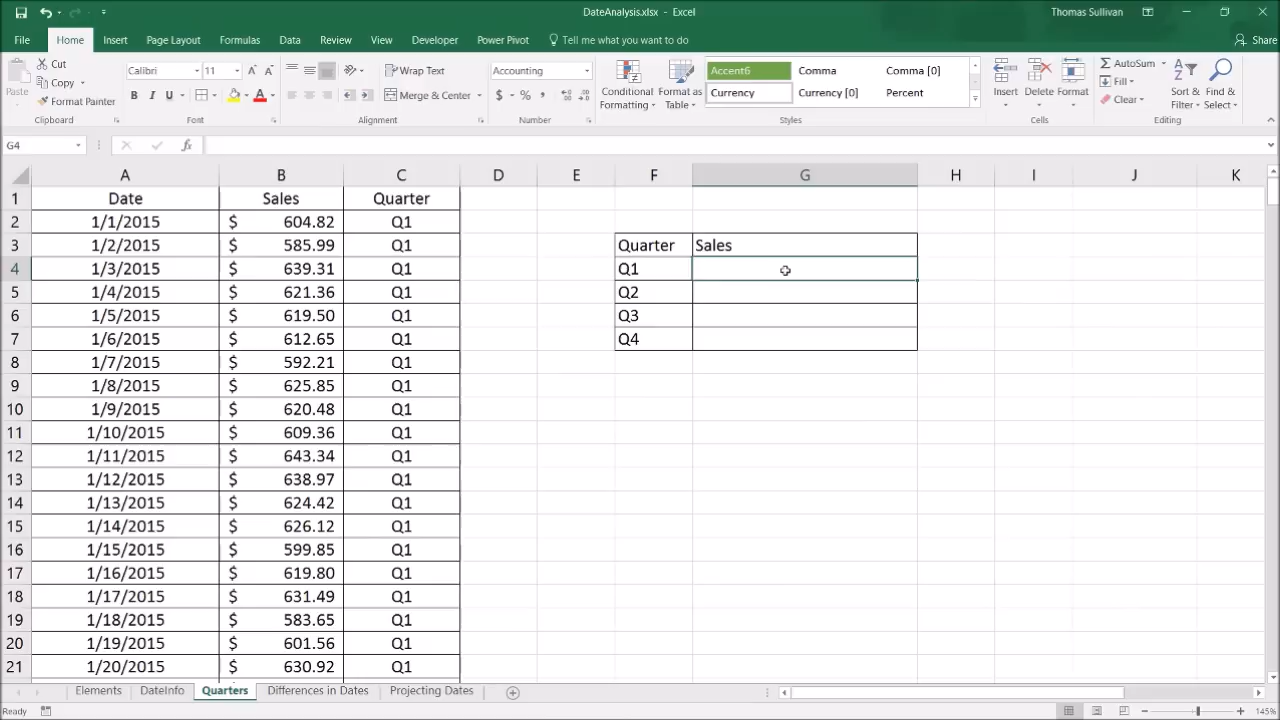 DateAnalysis.xlsx - Excel
Thomas Sullivan
File Home Insert Page Layout Formulas Data Review View Developer Power Pivot Tell me what you want to do Share
Paste
Cut
Copy
Format Painter
Clipboard
Calibri 11
B I U
Font
Wrap Text
Merge & Center
Alignment
Accounting
$ % ,
Number
Conditional Formatting
Format as Table
Accent6 Comma Comma [0]
Currency Currency [0] Percent
Styles
Insert Delete Format
Cells
AutoSum
Fill
Clear
Sort & Filter
Find & Select
Editing
G4 fx
A B C D E F G H I J K
1 Date Sales Quarter
2 1/1/2015 $ 604.82 Q1
3 1/2/2015 $ 585.99 Q1 Quarter Sales
4 1/3/2015 $ 639.31 Q1 Q1
5 1/4/2015 $ 621.36 Q1 Q2
6 1/5/2015 $ 619.50 Q1 Q3
7 1/6/2015 $ 612.65 Q1 Q4
8 1/7/2015 $ 592.21 Q1
9 1/8/2015 $ 625.85 Q1
10 1/9/2015 $ 620.48 Q1
11 1/10/2015 $ 609.36 Q1
12 1/11/2015 $ 643.34 Q1
13 1/12/2015 $ 638.97 Q1
14 1/13/2015 $ 624.42 Q1
15 1/14/2015 $ 626.12 Q1
16 1/15/2015 $ 599.85 Q1
17 1/16/2015 $ 619.80 Q1
18 1/17/2015 $ 631.49 Q1
19 1/18/2015 $ 583.65 Q1
20 1/19/2015 $ 601.56 Q1
21 1/20/2015 $ 630.92 Q1
Elements DateInfo Quarters Differences in Dates Projecting Dates
Ready
145%